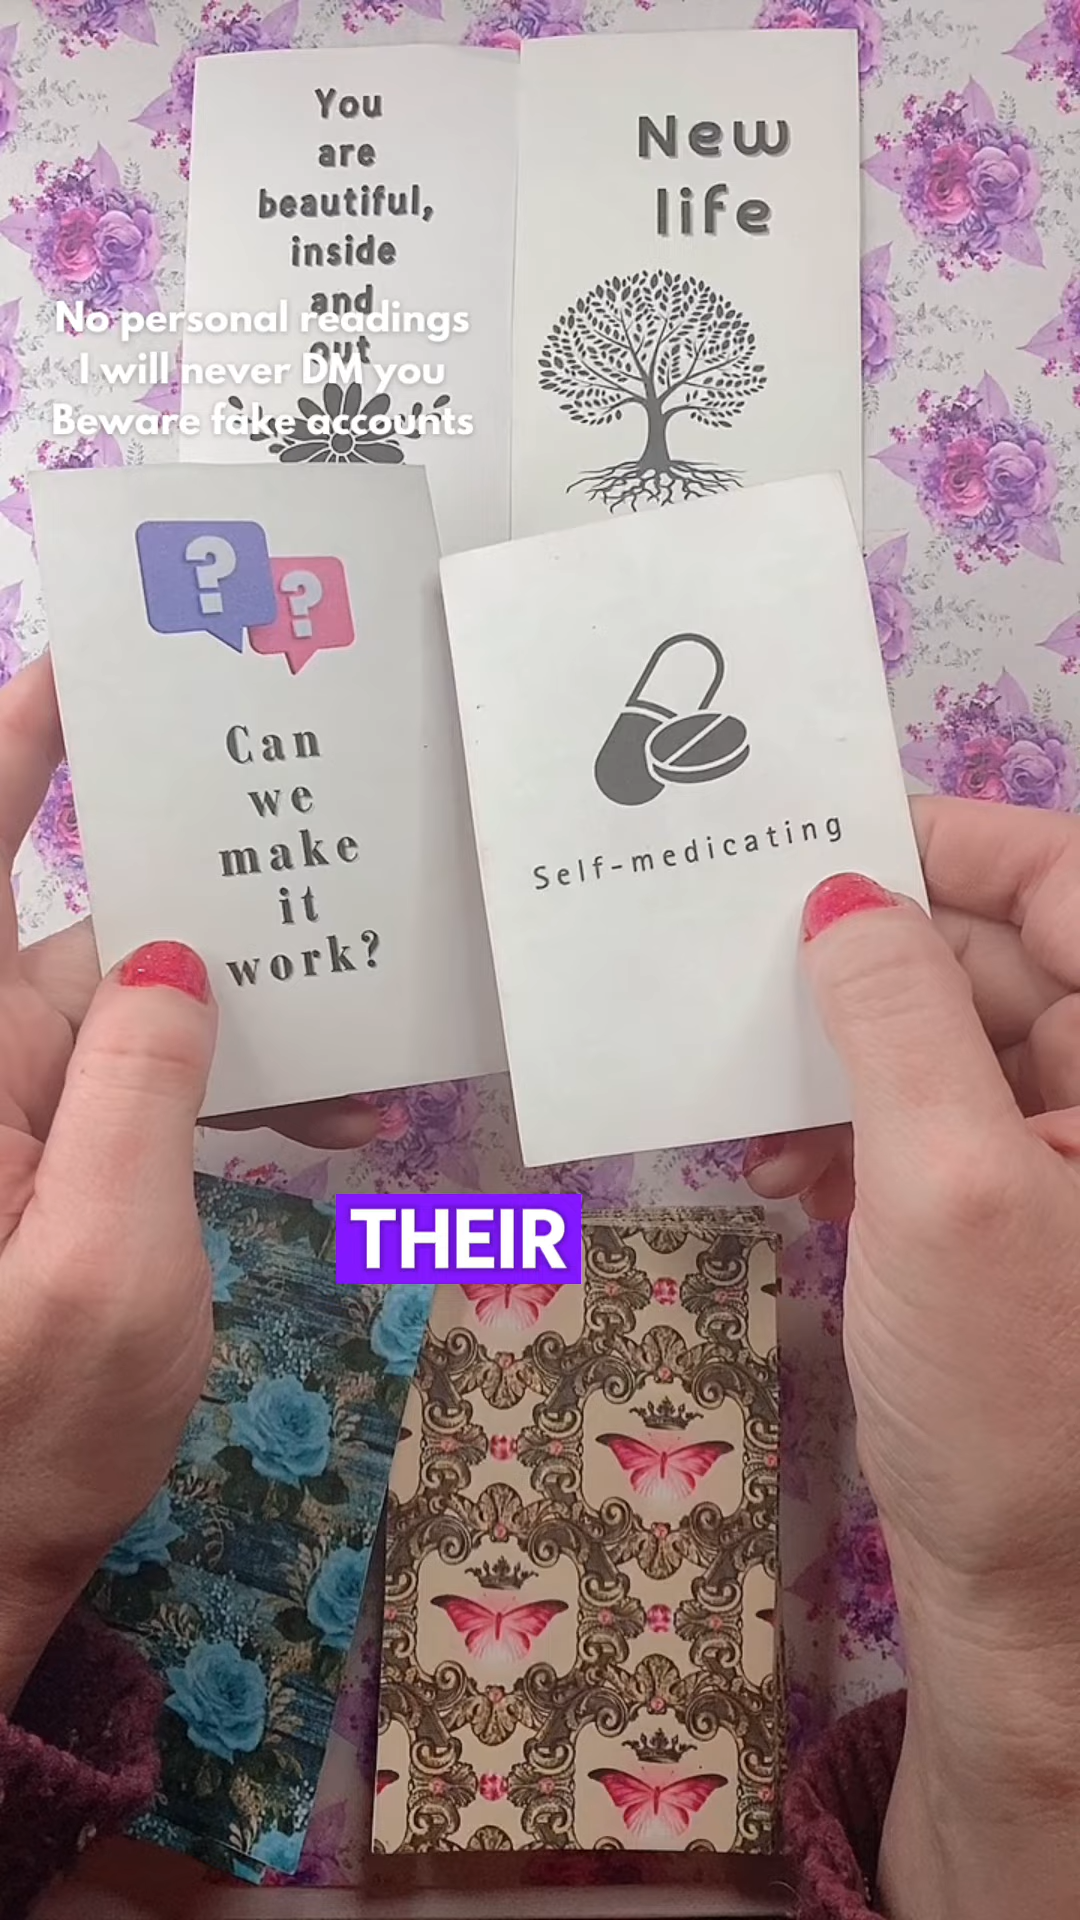 You
are
beautiful,
inside
and
out
New
life
No personal readings
I will never DM you
Beware fake accounts
? ?
Can
we
make
it
work?
Self-medicating
THEIR